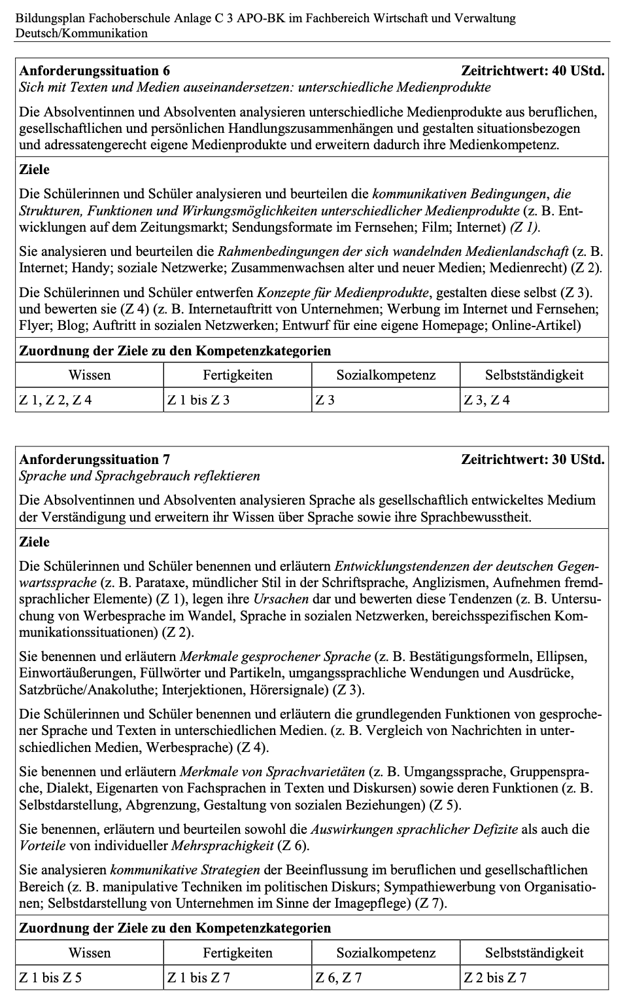 Bildungsplan Fachoberschule Anlage C 3 APO-BK im Fachbereich Wirtschaft und Verwaltung
Deutsch/Kommunikation
Anforderungssituation 6 Zeitrichtwert: 40 UStd.
Sich mit Texten und Medien auseinandersetzen: unterschiedliche Medienprodukte
Die Absolventinnen und Absolventen analysieren unterschiedliche Medienprodukte aus beruflichen,
gesellschaftlichen und persönlichen Handlungszusammenhängen und gestalten situationsbezogen
und adressatengerecht eigene Medienprodukte und erweitern dadurch ihre Medienkompetenz.
Ziele
Die Schülerinnen und Schüler analysieren und beurteilen die kommunikativen Bedingungen, die
Strukturen, Funktionen und Wirkungsmöglichkeiten unterschiedlicher Medienprodukte (z. B. Ent-
wicklungen auf dem Zeitungsmarkt; Sendungsformate im Fernsehen; Film; Internet) (Z 1).
Sie analysieren und beurteilen die Rahmenbedingungen der sich wandelnden Medienlandschaft (z. B.
Internet; Handy; soziale Netzwerke; Zusammenwachsen alter und neuer Medien; Medienrecht) (Z 2).
Die Schülerinnen und Schüler entwerfen Konzepte für Medienprodukte, gestalten diese selbst (Z 3).
und bewerten sie (Z 4) (z. B. Internetauftritt von Unternehmen; Werbung im Internet und Fernsehen;
Flyer; Blog; Auftritt in sozialen Netzwerken; Entwurf für eine eigene Homepage; Online-Artikel)
Zuordnung der Ziele zu den Kompetenzkategorien
Wissen Fertigkeiten Sozialkompetenz Selbstständigkeit
Z 1, Z 2, Z 4 Z 1 bis Z 3 Z 3 Z 3, Z 4
Anforderungssituation 7 Zeitrichtwert: 30 UStd.
Sprache und Sprachgebrauch reflektieren
Die Absolventinnen und Absolventen analysieren Sprache als gesellschaftlich entwickeltes Medium
der Verständigung und erweitern ihr Wissen über Sprache sowie ihre Sprachbewusstheit.
Ziele
Die Schülerinnen und Schüler benennen und erläutern Entwicklungstendenzen der deutschen Gegen-
wartssprache (z. B. Parataxe, mündlicher Stil in der Schriftsprache, Anglizismen, Aufnehmen fremd-
sprachlicher Elemente) (Z 1), legen ihre Ursachen dar und bewerten diese Tendenzen (z. B. Untersu-
chung von Werbesprache im Wandel, Sprache in sozialen Netzwerken, bereichsspezifischen Kom-
munikationssituationen) (Z 2).
Sie benennen und erläutern Merkmale gesprochener Sprache (z. B. Bestätigungsformeln, Ellipsen,
Einwortäußerungen, Füllwörter und Partikeln, umgangssprachliche Wendungen und Ausdrücke,
Satzbrüche/Anakoluthe; Interjektionen, Hörersignale) (Z 3).
Die Schülerinnen und Schüler benennen und erläutern die grundlegenden Funktionen von gesproche-
ner Sprache und Texten in unterschiedlichen Medien. (z. B. Vergleich von Nachrichten in unter-
schiedlichen Medien, Werbesprache) (Z 4).
Sie benennen und erläutern Merkmale von Sprachvarietäten (z. B. Umgangssprache, Gruppenspra-
che, Dialekt, Eigenarten von Fachsprachen in Texten und Diskursen) sowie deren Funktionen (z. B.
Selbstdarstellung, Abgrenzung, Gestaltung von sozialen Beziehungen) (Z 5).
Sie benennen, erläutern und beurteilen sowohl die Auswirkungen sprachlicher Defizite als auch die
Vorteile von individueller Mehrsprachigkeit (Z 6).
Sie analysieren kommunikative Strategien der Beeinflussung im beruflichen und gesellschaftlichen
Bereich (z. B. manipulative Techniken im politischen Diskurs; Sympathiewerbung von Organisatio-
nen; Selbstdarstellung von Unternehmen im Sinne der Imagepflege) (Z 7).
Zuordnung der Ziele zu den Kompetenzkategorien
Wissen Fertigkeiten Sozialkompetenz Selbstständigkeit
Z 1 bis Z 5 Z 1 bis Z 7 Z 6, Z 7 Z 2 bis Z 7